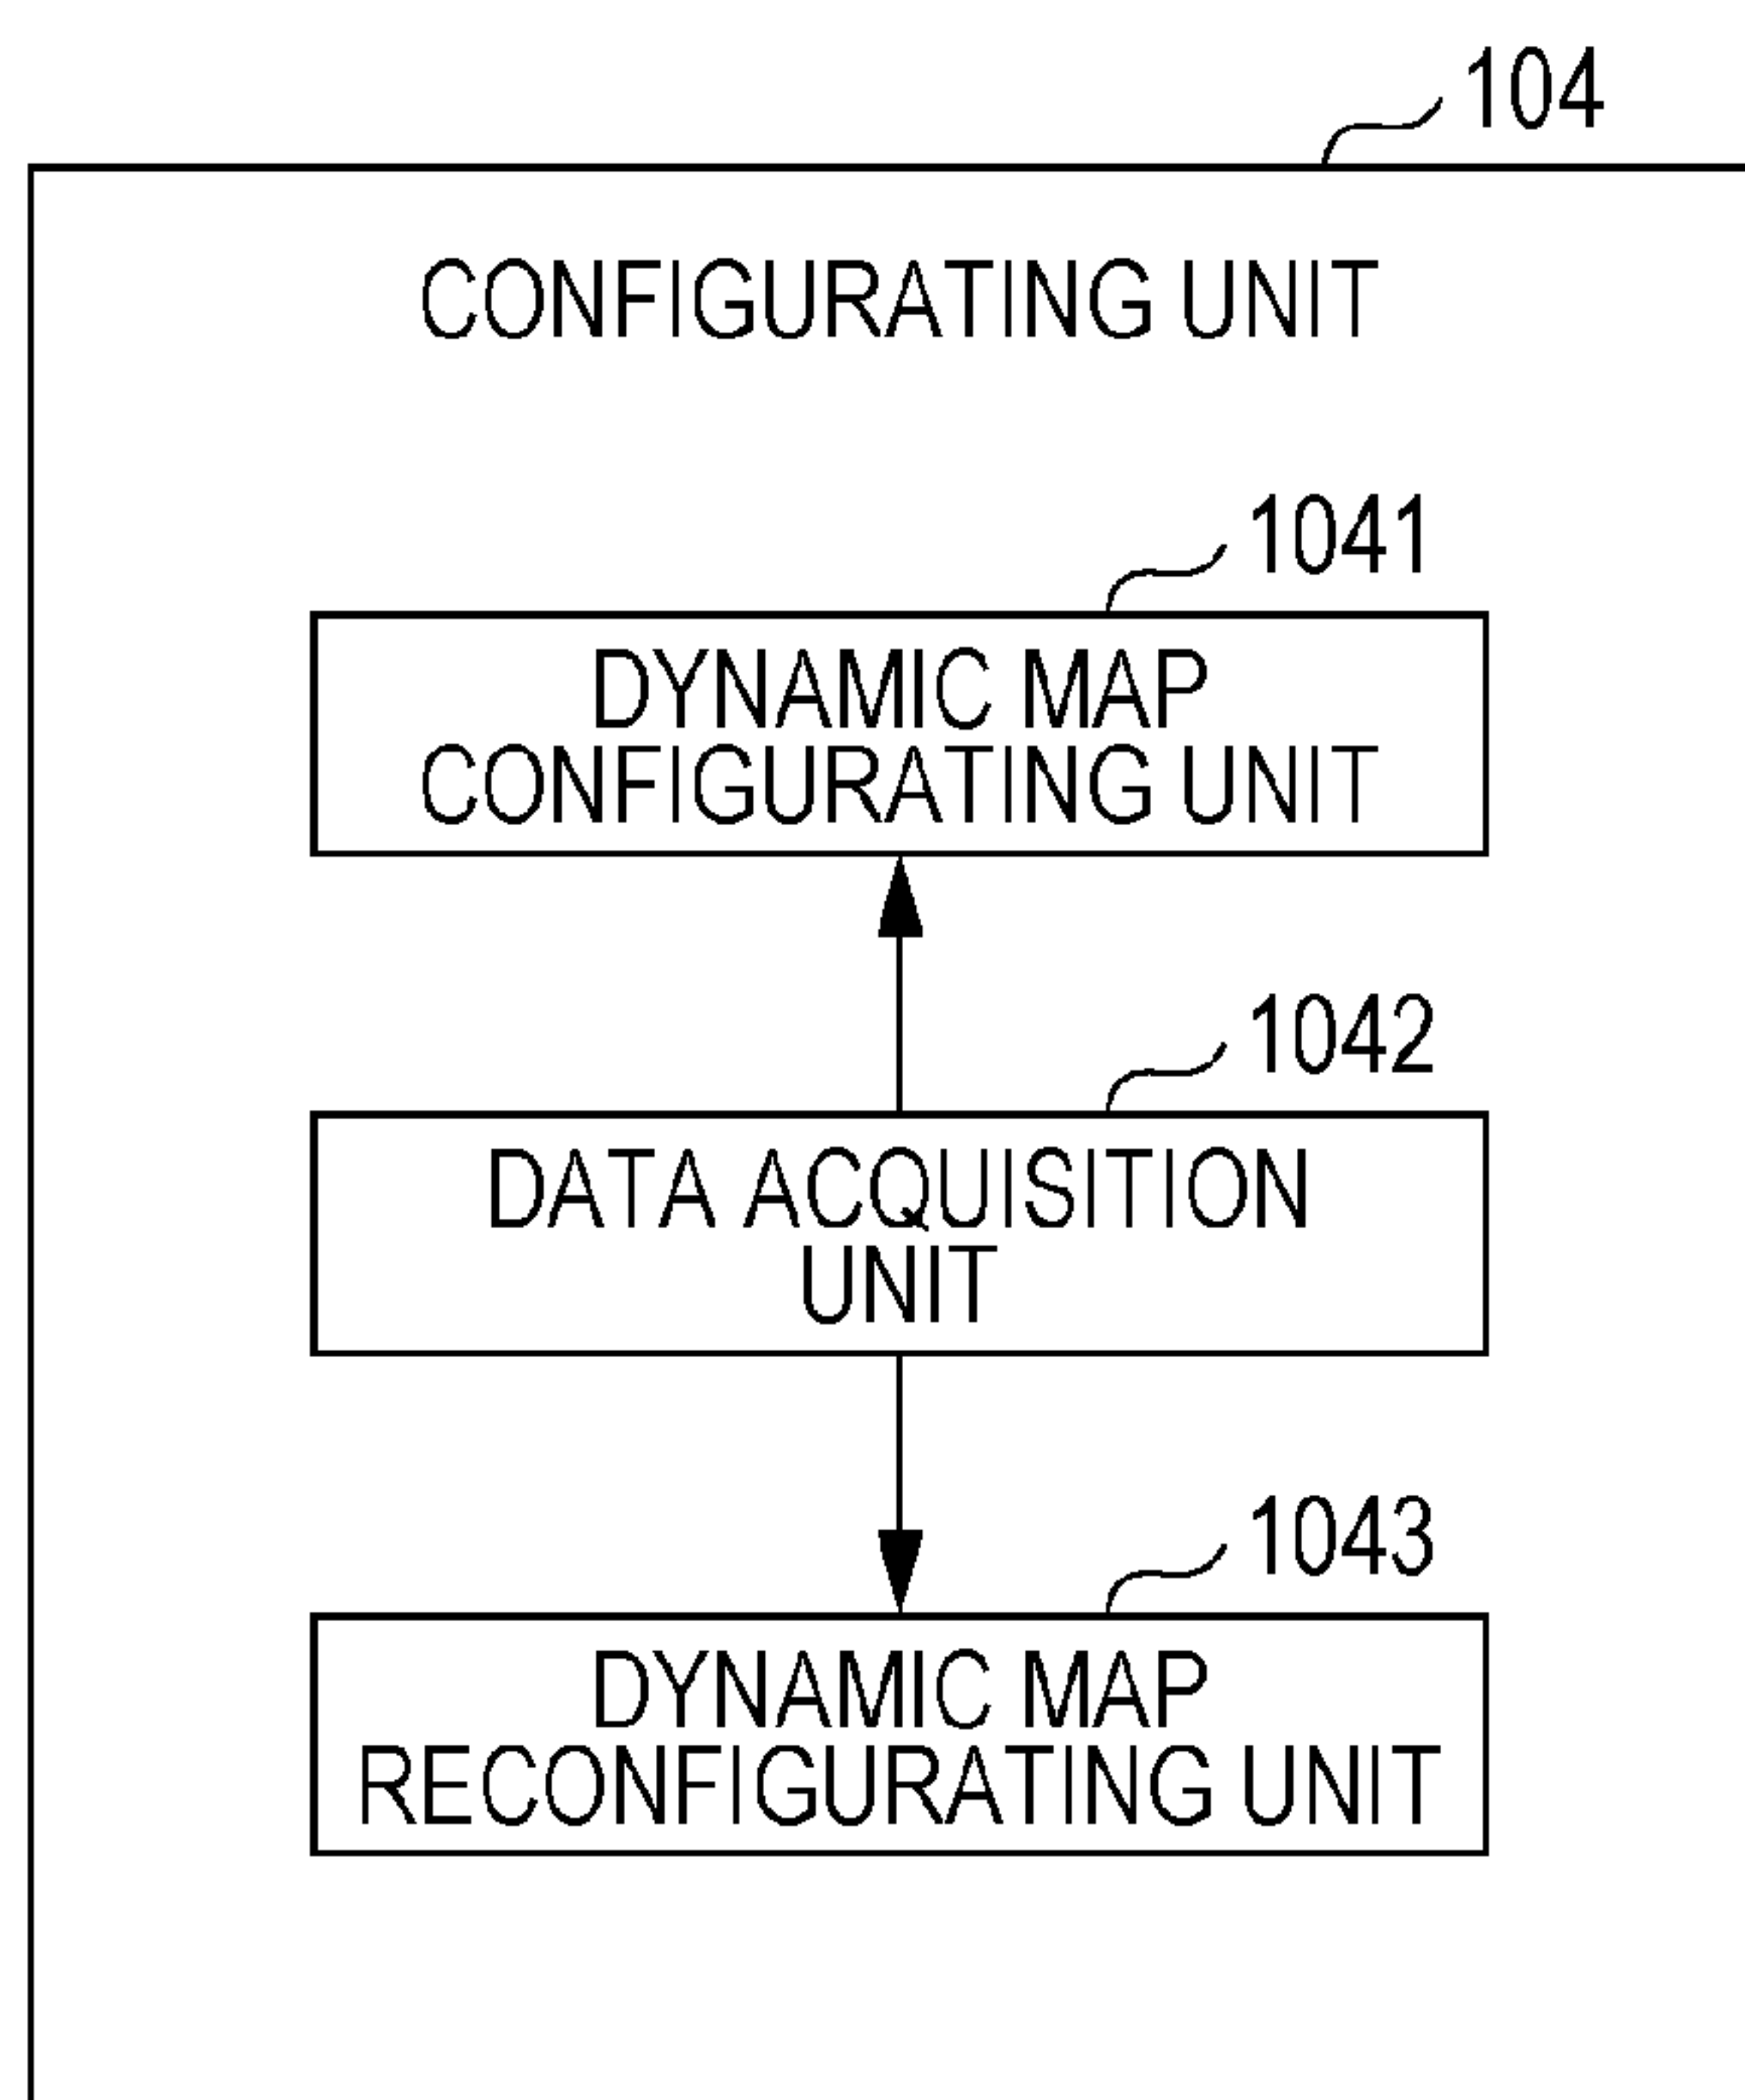 104
CONFIGURATING UNIT
1041
DYNAMIC MAP
CONFIGURATING UNIT
1042
DATA ACQUISITION
UNIT
1043
DYNAMIC MAP
RECONFIGURATING UNIT